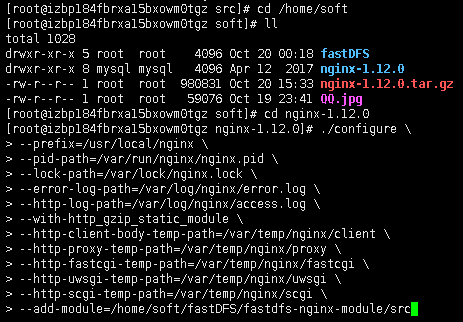 [root@izbp184fbrxa15bxowm0tgz src]# cd /home/soft
[root@izbp184fbrxa15bxowm0tgz soft]# ll
total 1028
drwxr-xr-x 5 root  root    4096 Oct 20 00:18 fastDFS
drwxr-xr-x 8 mysql mysql   4096 Apr 12  2017 nginx-1.12.0
-rw-r--r-- 1 root  root  980831 Oct 20 15:33 nginx-1.12.0.tar.gz
-rw-r--r-- 1 root  root   59076 Oct 19 23:41 QQ.jpg
[root@izbp184fbrxa15bxowm0tgz soft]# cd nginx-1.12.0
[root@izbp184fbrxa15bxowm0tgz nginx-1.12.0]# ./configure \
> --prefix=/usr/local/nginx \
> --pid-path=/var/run/nginx/nginx.pid \
> --lock-path=/var/lock/nginx.lock \
> --error-log-path=/var/log/nginx/error.log \
> --http-log-path=/var/log/nginx/access.log \
> --with-http_gzip_static_module \
> --http-client-body-temp-path=/var/temp/nginx/client \
> --http-proxy-temp-path=/var/temp/nginx/proxy \
> --http-fastcgi-temp-path=/var/temp/nginx/fastcgi \
> --http-uwsgi-temp-path=/var/temp/nginx/uwsgi \
> --http-scgi-temp-path=/var/temp/nginx/scgi \
> --add-module=/home/soft/fastDFS/fastdfs-nginx-module/src